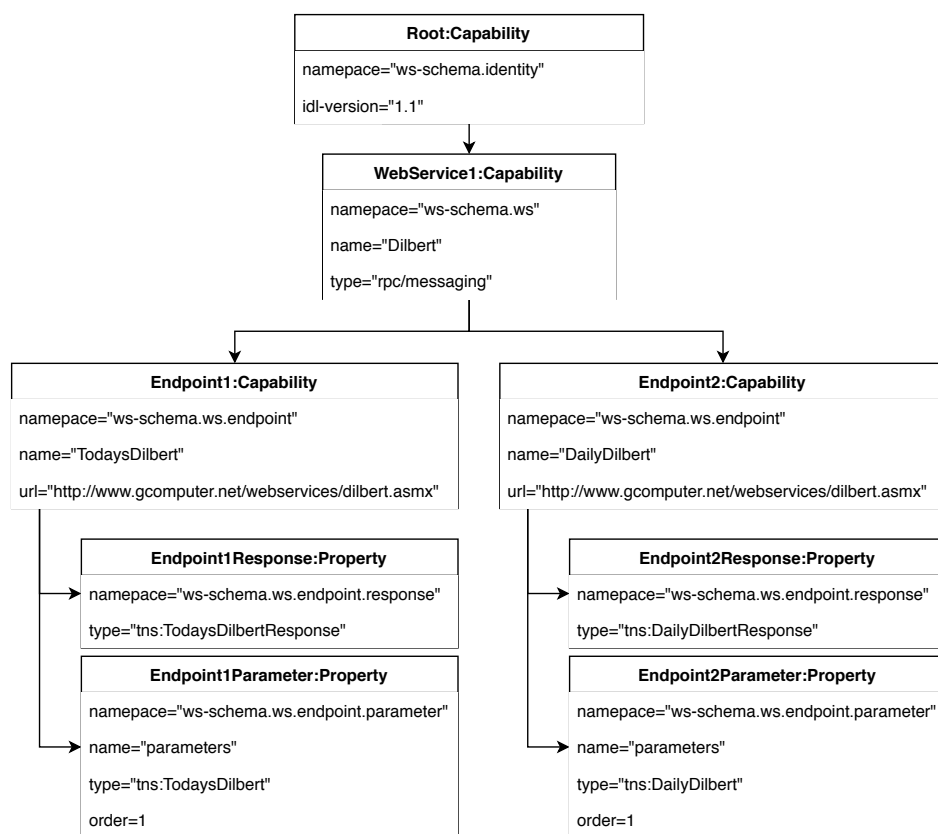 Root:Capability
namepace="ws-schema.identity"
idl-version="1.1"
WebService1:Capability
namepace="ws-schema.ws"
name="Dilbert"
type="rpc/messaging"
Endpoint1:Capability
namepace="ws-schema.ws.endpoint"
name="TodaysDilbert"
url="http://www.gcomputer.net/webservices/dilbert.asmx"
Endpoint1Response:Property
namepace="ws-schema.ws.endpoint.response"
type="tns:TodaysDilbertResponse"
Endpoint1Parameter:Property
namepace="ws-schema.ws.endpoint.parameter"
name="parameters"
type="tns:TodaysDilbert"
order=1
Endpoint2:Capability
namepace="ws-schema.ws.endpoint"
name="DailyDilbert"
url="http://www.gcomputer.net/webservices/dilbert.asmx"
Endpoint2Response:Property
namepace="ws-schema.ws.endpoint.response"
type="tns:DailyDilbertResponse"
Endpoint2Parameter:Property
namepace="ws-schema.ws.endpoint.parameter"
name="parameters"
type="tns:DailyDilbert"
order=1